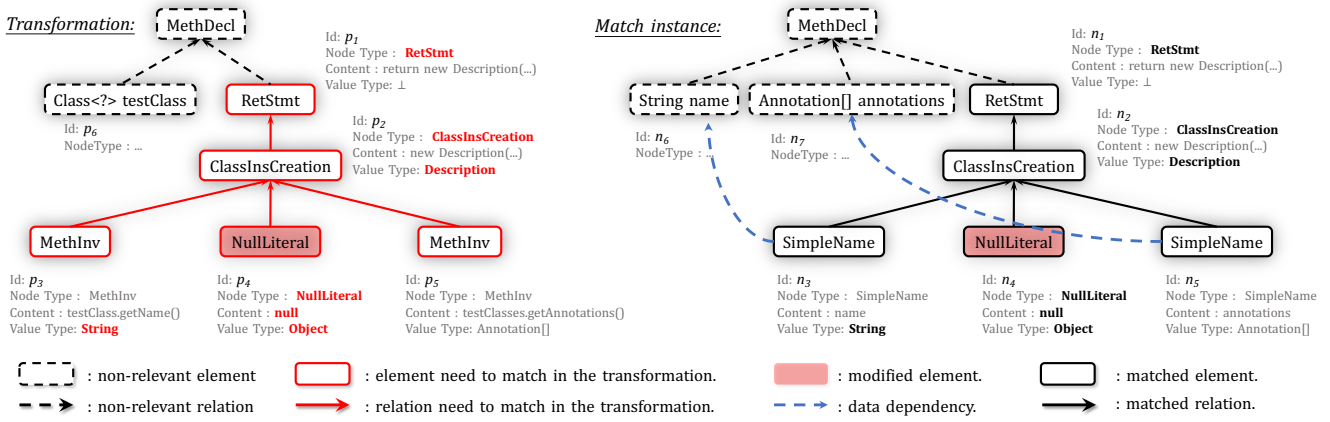 Transformation:
MethDecl
Id: p1
Node Type : RetStmt
Content : return new Description(...)
Value Type: ⊥
Class<?> testClass
RetStmt
Id: p6
NodeType : ...
Id: p2
Node Type : ClassInsCreation
Content : new Description(...)
Value Type: Description
ClassInsCreation
MethInv
NullLiteral
MethInv
Id: p3
Node Type : MethInv
Content : testClass.getName()
Value Type: String
Id: p4
Node Type : NullLiteral
Content : null
Value Type: Object
Id: p5
Node Type : MethInv
Content : testClasses.getAnnotations()
Value Type: Annotation[]
Match instance:
MethDecl
Id: n1
Node Type : RetStmt
Content : return new Description(...)
Value Type: ⊥
String name
Annotation[] annotations
RetStmt
Id: n6
NodeType : ...
Id: n7
NodeType : ...
Id: n2
Node Type : ClassInsCreation
Content : new Description(...)
Value Type: Description
ClassInsCreation
SimpleName
NullLiteral
SimpleName
Id: n3
Node Type : SimpleName
Content : name
Value Type: String
Id: n4
Node Type : NullLiteral
Content : null
Value Type: Object
Id: n5
Node Type : SimpleName
Content : annotations
Value Type: Annotation[]
: non-relevant element
: element need to match in the transformation.
: modified element.
: matched element.
: non-relevant relation
: relation need to match in the transformation.
: data dependency.
: matched relation.